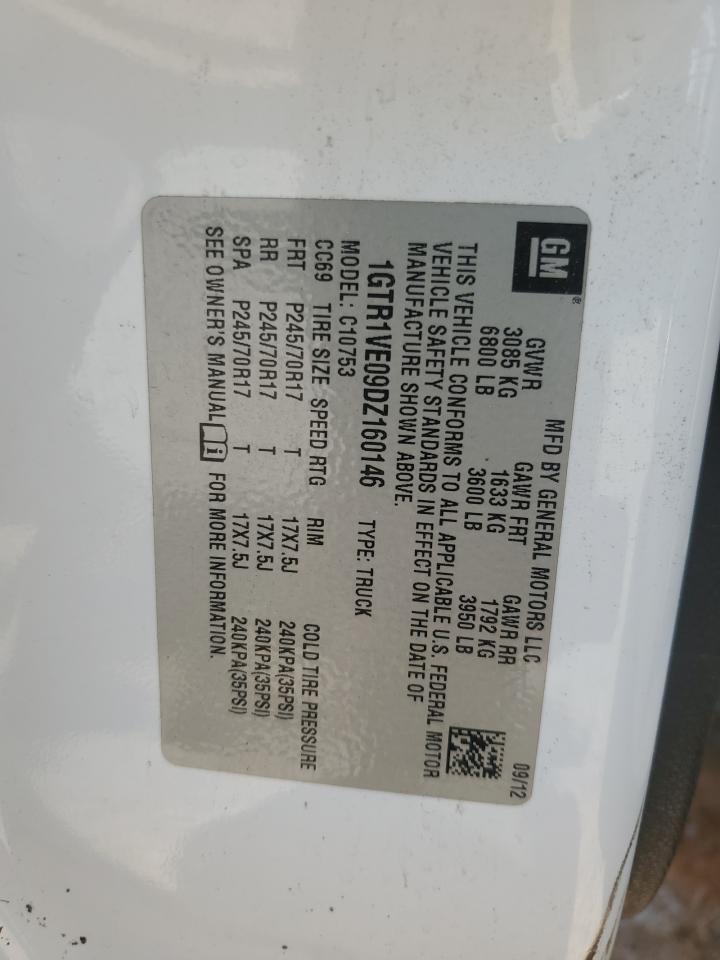 GM®
MFD BY GENERAL MOTORS LLC 09/12
GVWR GAWR FRT GAWR RR
3085 KG 1633 KG 1792 KG
6800 LB 3600 LB 3950 LB
THIS VEHICLE CONFORMS TO ALL APPLICABLE U.S. FEDERAL MOTOR
VEHICLE SAFETY STANDARDS IN EFFECT ON THE DATE OF
MANUFACTURE SHOWN ABOVE.
1GTR1VE09DZ160146 TYPE: TRUCK
MODEL: C10753
CC69 TIRE SIZE SPEED RTG RIM COLD TIRE PRESSURE
FRT P245/70R17 T 17X7.5J 240KPA(35PSI)
RR P245/70R17 T 17X7.5J 240KPA(35PSI)
SPA P245/70R17 T 17X7.5J 240KPA(35PSI)
SEE OWNER'S MANUAL i FOR MORE INFORMATION.